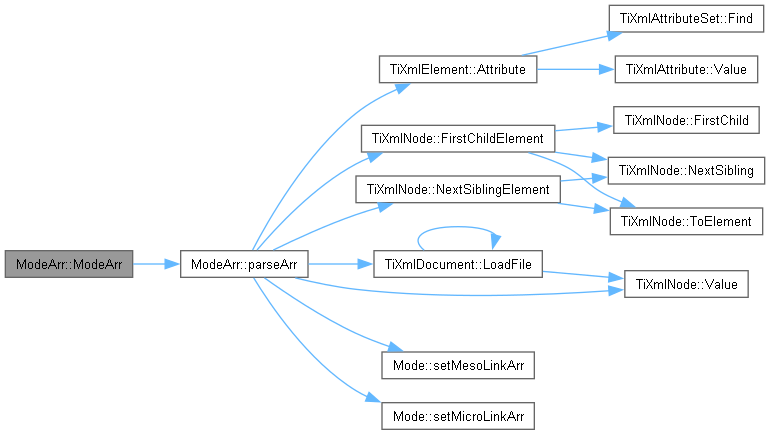 ModeArr::ModeArr
ModeArr::parseArr
TiXmlElement::Attribute
TiXmlAttributeSet::Find
TiXmlAttribute::Value
TiXmlNode::FirstChildElement
TiXmlNode::FirstChild
TiXmlNode::NextSibling
TiXmlNode::NextSiblingElement
TiXmlNode::ToElement
TiXmlDocument::LoadFile
TiXmlNode::Value
Mode::setMesoLinkArr
Mode::setMicroLinkArr